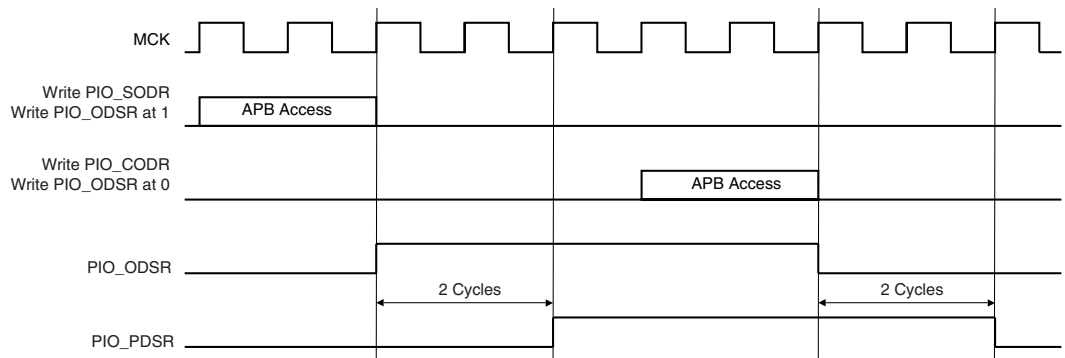 MCK
Write PIO_SODR
Write PIO_ODSR at 1
APB Access
Write PIO_CODR
Write PIO_ODSR at 0
APB Access
PIO_ODSR
2 Cycles
2 Cycles
PIO_PDSR